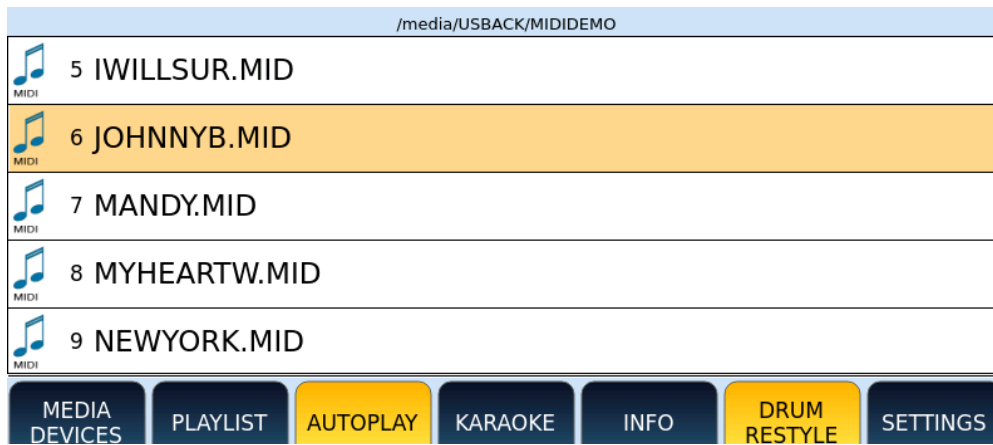 /media/USBACK/MIDIDEMO
MIDI 5 IWILLSUR.MID
MIDI 6 JOHNNYB.MID
MIDI 7 MANDY.MID
MIDI 8 MYHEARTW.MID
MIDI 9 NEWYORK.MID
MEDIA DEVICES PLAYLIST AUTOPLAY KARAOKE INFO DRUM RESTYLE SETTINGS